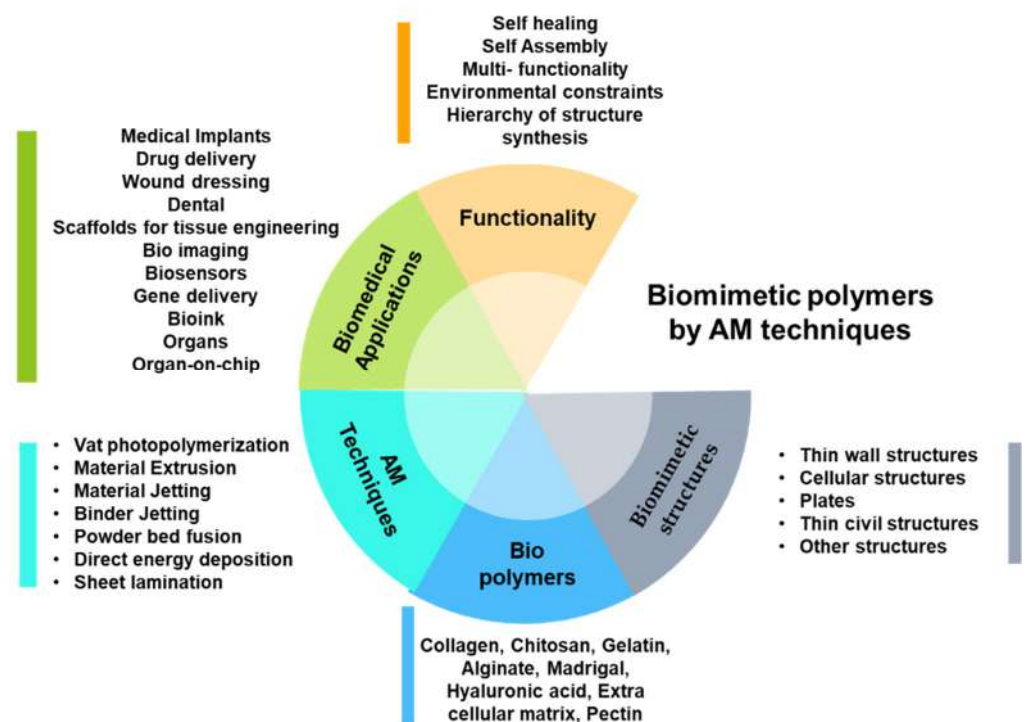 Self healing
Self Assembly
Multi- functionality
Environmental constraints
Hierarchy of structure
synthesis
Medical Implants
Drug delivery
Wound dressing
Dental
Scaffolds for tissue engineering
Bio imaging
Biosensors
Gene delivery
Bioink
Organs
Organ-on-chip
Functionality
Biomedical
Applications
Biomimetic polymers
by AM techniques
• Vat photopolymerization
• Material Extrusion
• Material Jetting
• Binder Jetting
• Powder bed fusion
• Direct energy deposition
• Sheet lamination
AM
Techniques
Bio
polymers
Biomimetic
structures
• Thin wall structures
• Cellular structures
• Plates
• Thin civil structures
• Other structures
Collagen, Chitosan, Gelatin,
Alginate, Madrigal,
Hyaluronic acid, Extra
cellular matrix, Pectin